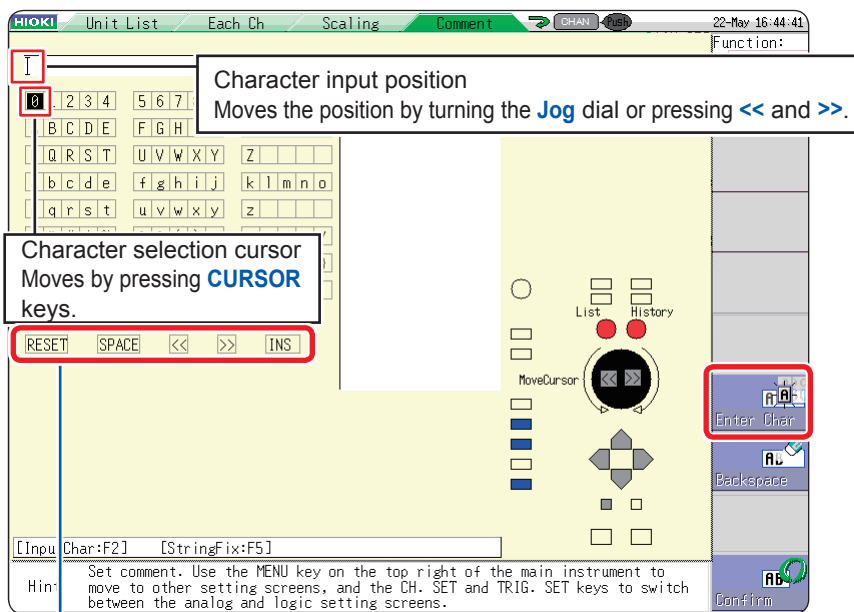 HIOKI Unit List Each Ch Scaling Comment CHAN Push 22-May 16:44:41
Function:
Character input position
Moves the position by turning the Jog dial or pressing << and >>.
0 2 3 4 5 6 7
B C D E F G H
Q R S T U V W X Y Z
b c d e f g h i j k l m n o
q r s t u v w x y z
Character selection cursor
Moves by pressing CURSOR
keys.
List History
RESET SPACE << >> INS
MoveCursor << >>
Enter Char
Backspace
[Input Char:F2] [StringFix:F5]
Hint Set comment. Use the MENU key on the top right of the main instrument to
move to other setting screens, and the CH. SET and TRIG. SET keys to switch
between the analog and logic setting screens.
Confirm